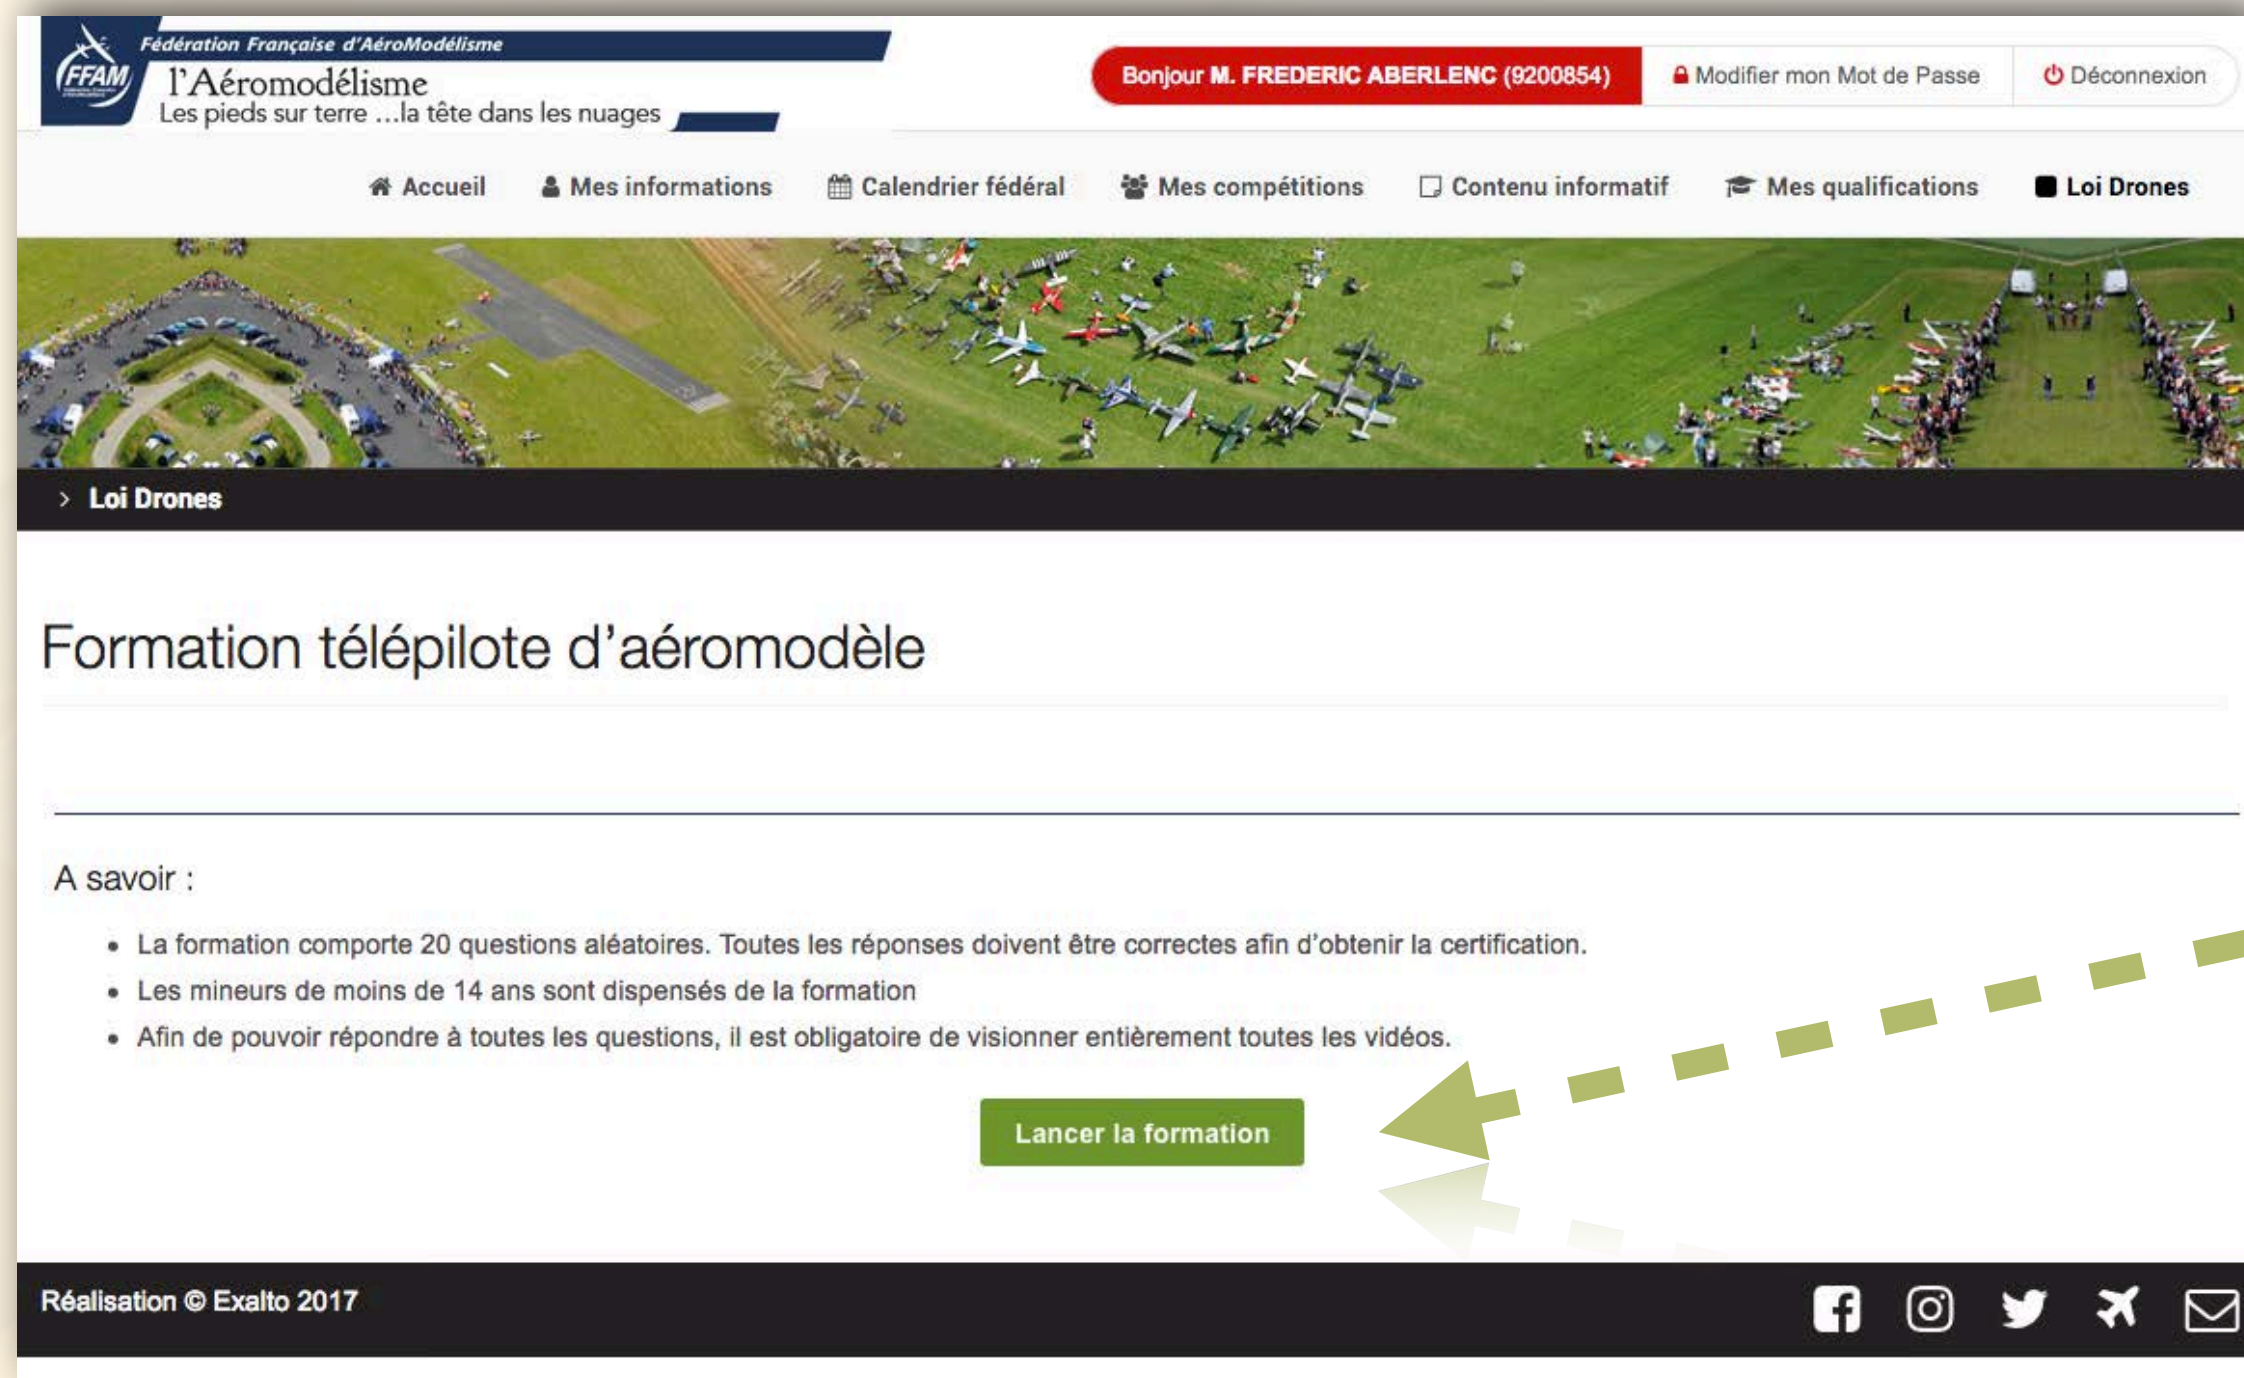 Fédération Française d'AéroModélisme
FFAM
l'Aéromodélisme
Les pieds sur terre ...la tête dans les nuages
Bonjour M. FREDERIC ABERLENC (9200854)
Modifier mon Mot de Passe
Déconnexion
Accueil
Mes informations
Calendrier fédéral
Mes compétitions
Contenu informatif
Mes qualifications
Loi Drones
> Loi Drones
Formation télépilote d'aéromodèle
A savoir :
• La formation comporte 20 questions aléatoires. Toutes les réponses doivent être correctes afin d'obtenir la certification.
• Les mineurs de moins de 14 ans sont dispensés de la formation
• Afin de pouvoir répondre à toutes les questions, il est obligatoire de visionner entièrement toutes les vidéos.
Lancer la formation
Réalisation © Exalto 2017